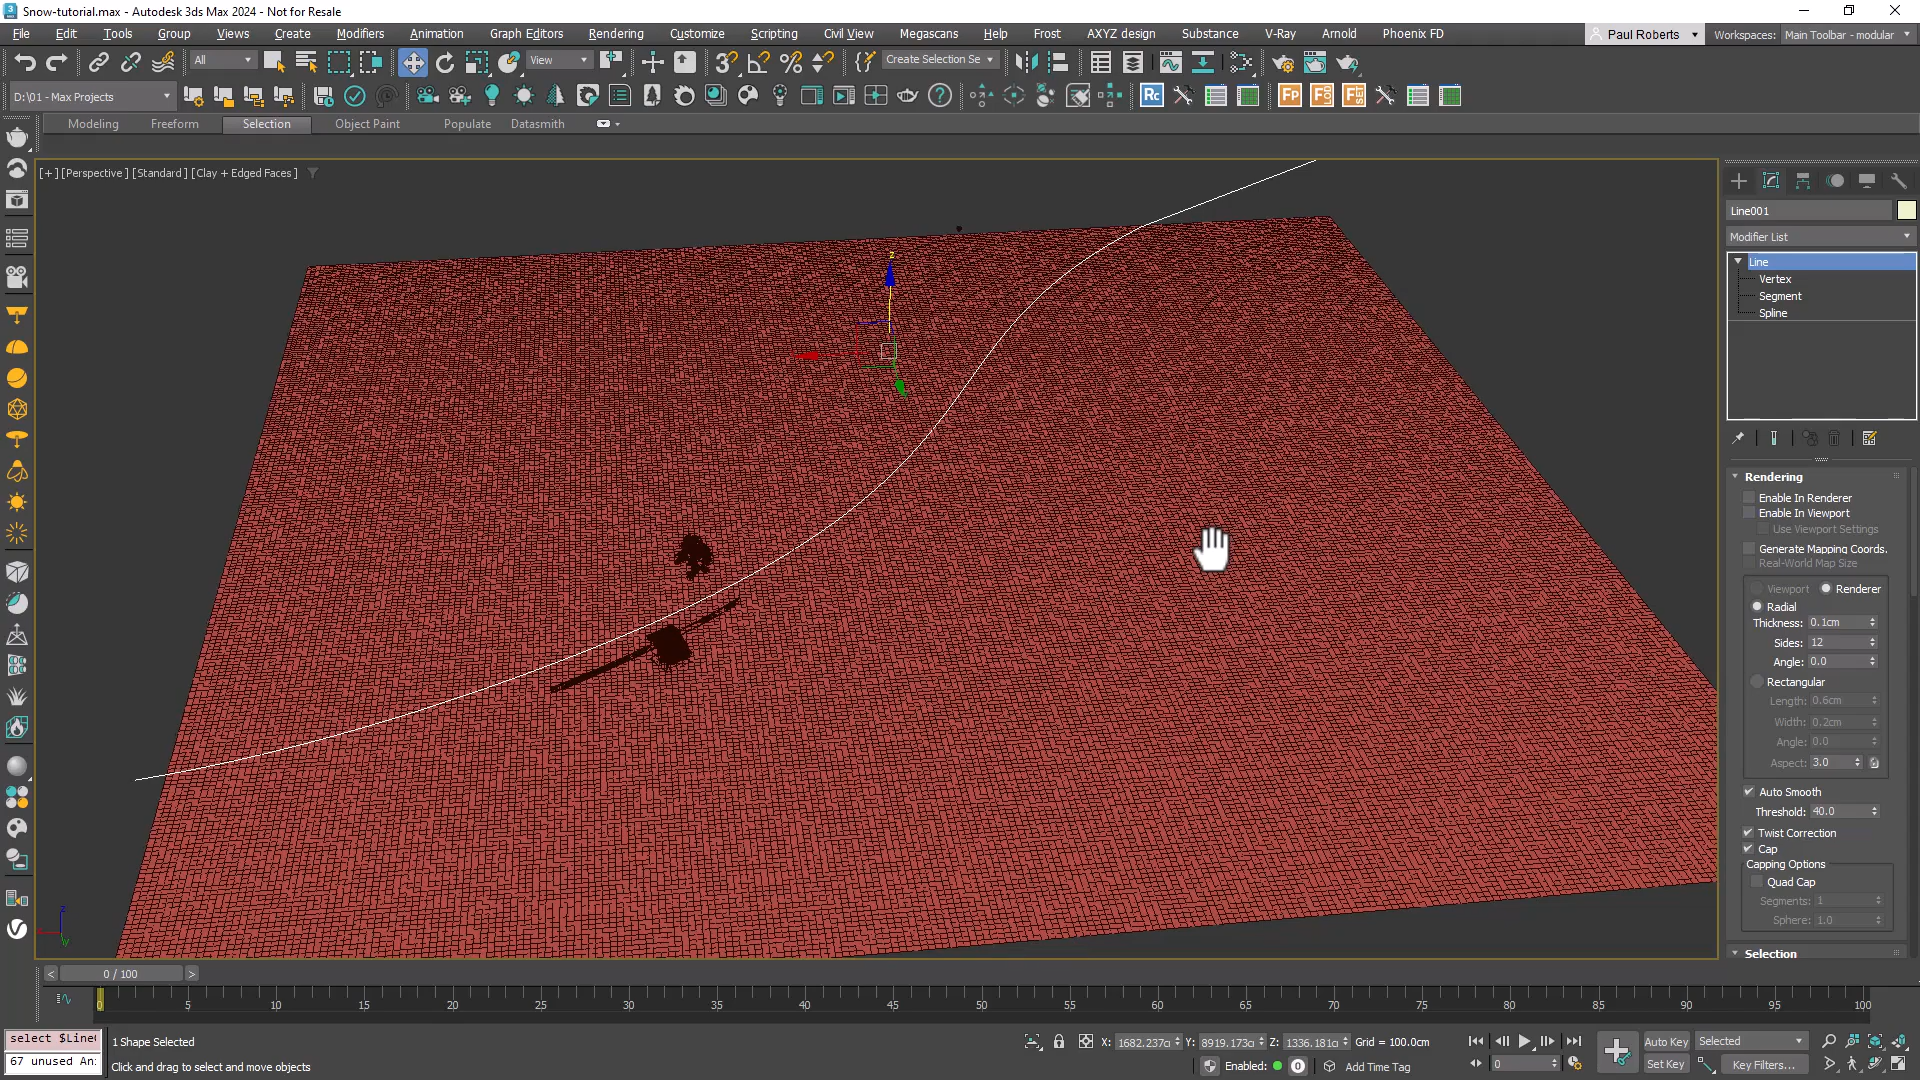 Snow-tutorial.max - Autodesk 3ds Max 2024 - Not for Resale
File Edit Tools Group Views Create Modifiers Animation Graph Editors Rendering Customize Scripting Civil View Megascans Help Frost AXYZ design Substance V-Ray Arnold Phoenix FD
Paul Roberts Workspaces: Main Toolbar - modular
All View Create Selection Se
D:\01 - Max Projects
Modeling Freeform Selection Object Paint Populate Datasmith
[+] [Perspective ] [Standard ] [Clay + Edged Faces ]
z
Line001
Modifier List
Line
Vertex
Segment
Spline
Rendering
Enable In Renderer
Enable In Viewport
Use Viewport Settings
Generate Mapping Coords.
Real-World Map Size
Viewport Renderer
Radial
Thickness: 0.1cm
Sides: 12
Angle: 0.0
Rectangular
Length: 0.6cm
Width: 0.2cm
Angle: 0.0
Aspect: 3.0
Auto Smooth
Threshold: 40.0
Twist Correction
Cap
Capping Options
Quad Cap
Segments: 1
Sphere: 1.0
Selection
< 0 / 100 >
0 5 10 15 20 25 30 35 40 45 50 55 60 65 70 75 80 85 90 95 100
select $Line
67 unused An:
1 Shape Selected
Click and drag to select and move objects
X: 1682.237c Y: 8919.173c Z: 1336.181c Grid = 100.0cm
Enabled: 0 Add Time Tag
0
Auto Key Selected
Set Key Key Filters...